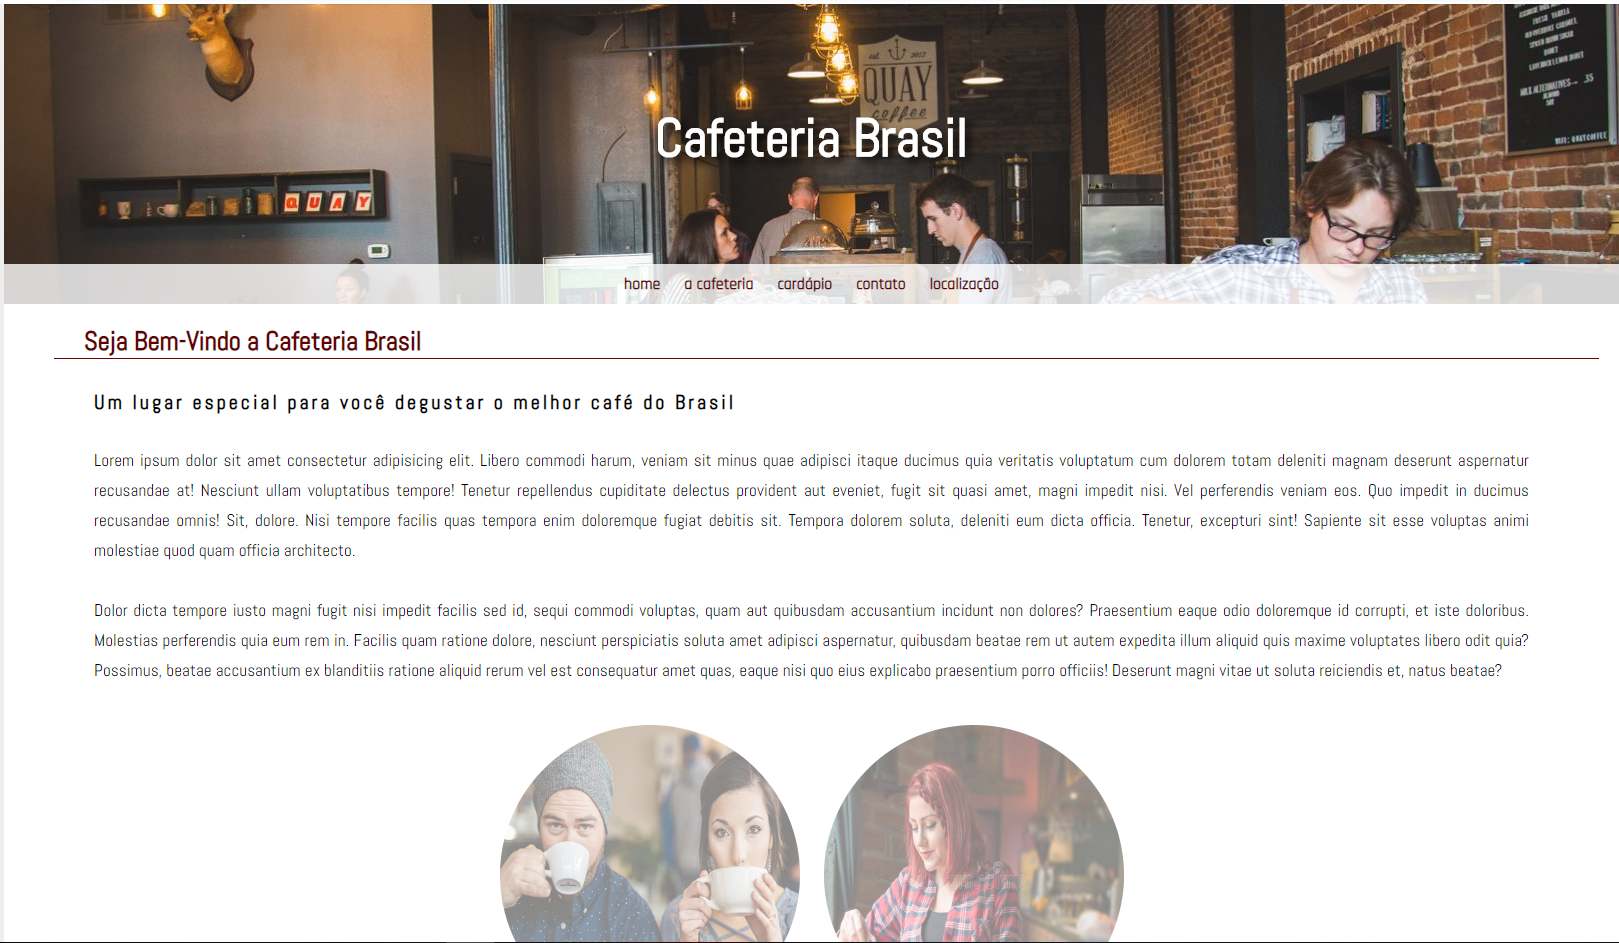 est. 2012
QUAY
coffee
QUAY
MILK ALTERNATIVES .35
ALMOND
SOY
WIFI: QUAYCOFFEE
Cafeteria Brasil
home a cafeteria cardápio contato localização
Seja Bem-Vindo a Cafeteria Brasil
Um lugar especial para você degustar o melhor café do Brasil
Lorem ipsum dolor sit amet consectetur adipisicing elit. Libero commodi harum, veniam sit minus quae adipisci itaque ducimus quia veritatis voluptatum cum dolorem totam deleniti magnam deserunt aspernatur
recusandae at! Nesciunt ullam voluptatibus tempore! Tenetur repellendus cupiditate delectus provident aut eveniet, fugit sit quasi amet, magni impedit nisi. Vel perferendis veniam eos. Quo impedit in ducimus
recusandae omnis! Sit, dolore. Nisi tempore facilis quas tempora enim doloremque fugiat debitis sit. Tempora dolorem soluta, deleniti eum dicta officia. Tenetur, excepturi sint! Sapiente sit esse voluptas animi
molestiae quod quam officia architecto.
Dolor dicta tempore iusto magni fugit nisi impedit facilis sed id, sequi commodi voluptas, quam aut quibusdam accusantium incidunt non dolores? Praesentium eaque odio doloremque id corrupti, et iste doloribus.
Molestias perferendis quia eum rem in. Facilis quam ratione dolore, nesciunt perspiciatis soluta amet adipisci aspernatur, quibusdam beatae rem ut autem expedita illum aliquid quis maxime voluptates libero odit quia?
Possimus, beatae accusantium ex blanditiis ratione aliquid rerum vel est consequatur amet quas, eaque nisi quo eius explicabo praesentium porro officiis! Deserunt magni vitae ut soluta reiciendis et, natus beatae?